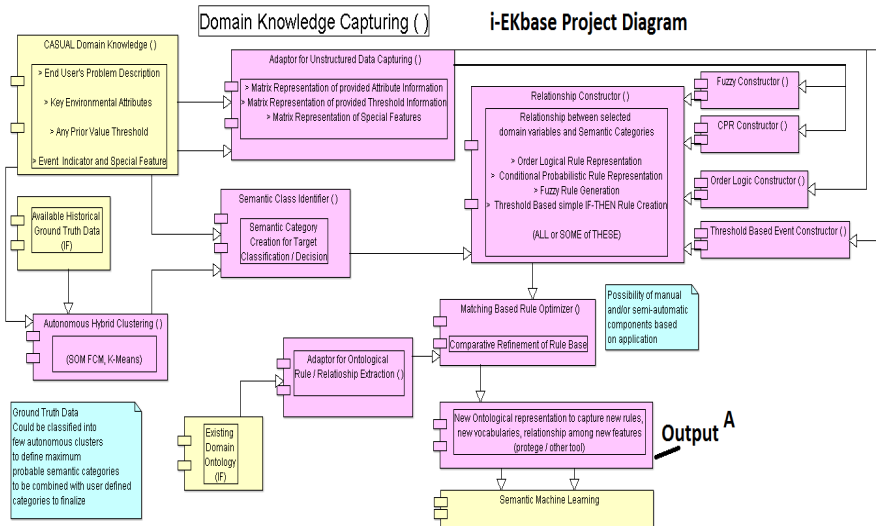 Domain Knowledge Capturing ( )
i-EKbase Project Diagram
CASUAL Domain Knowledge ( )
> End User's Problem Description
> Key Environmental Attributes
> Any Prior Value Threshold
> Event Indicator and Special Feature
Adaptor for Unstructured Data Capturing ( )
> Matrix Representation of provided Attribute Information
> Matrix Representation of provided Threshold Information
> Matrix Representation of Special Features
Relationship Constructor ( )
Relationship between selected
domain variables and Semantic Categories
> Order Logical Rule Representation
> Conditional Probabilistic Rule Representation
> Fuzzy Rule Generation
> Threshold Based simple IF-THEN Rule Creation
(ALL or SOME of THESE)
Fuzzy Constructor ( )
CPR Constructor ( )
Order Logic Constructor ( )
Threshold Based Event Constructor ( )
Available Historical
Ground Truth Data
(IF)
Semantic Class Identifier ( )
Semantic Category
Creation for Target
Classification / Decision
Autonomous Hybrid Clustering ( )
(SOM FCM, K-Means)
Matching Based Rule Optimizer ( )
Comparative Refinement of Rule Base
Possibility of manual
and/or semi-automatic
components based
on application
Adaptor for Ontological
Rule / Relatioship Extraction ( )
Ground Truth Data
Could be classified into
few autonomous clusters
to define maximum
probable semantic categories
to be combined with user defined
categories to finalize
Existing
Domain
Ontology
(IF)
New Ontological representation to capture new rules,
new vocabularies, relationship among new features
(protege / other tool)
Output A
Semantic Machine Learning